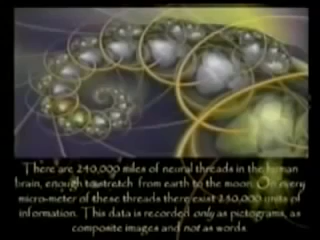 There are 240,000 miles of neural threads in the human
brain, enough to stretch from earth to the moon. On every
micro-meter of these threads there exist 250,000 units of
information. This data is recorded only as pictograms, as
composite images and not as words.